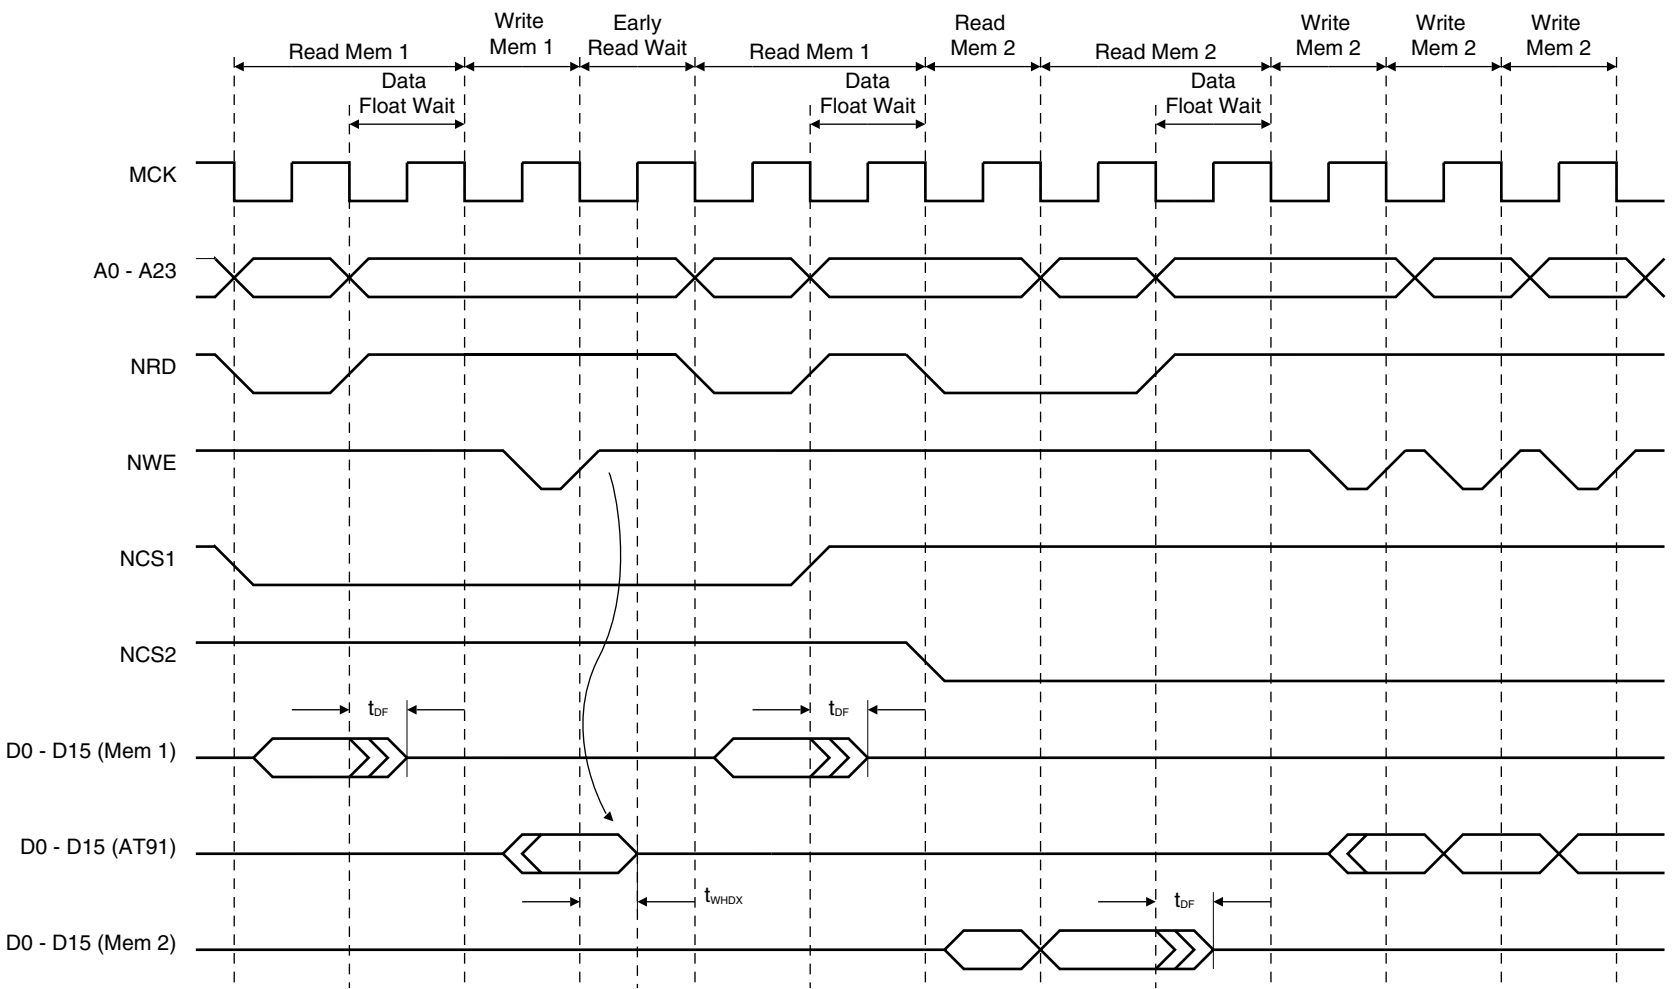 Write
Mem 1
Early
Read Wait
Read
Mem 2
Write
Mem 2
Write
Mem 2
Write
Mem 2
Read Mem 1
Read Mem 1
Read Mem 2
Data
Float Wait
Data
Float Wait
Data
Float Wait
MCK
A0 - A23
NRD
NWE
NCS1
NCS2
tDF
tDF
D0 - D15 (Mem 1)
D0 - D15 (AT91)
tWHDX
tDF
D0 - D15 (Mem 2)